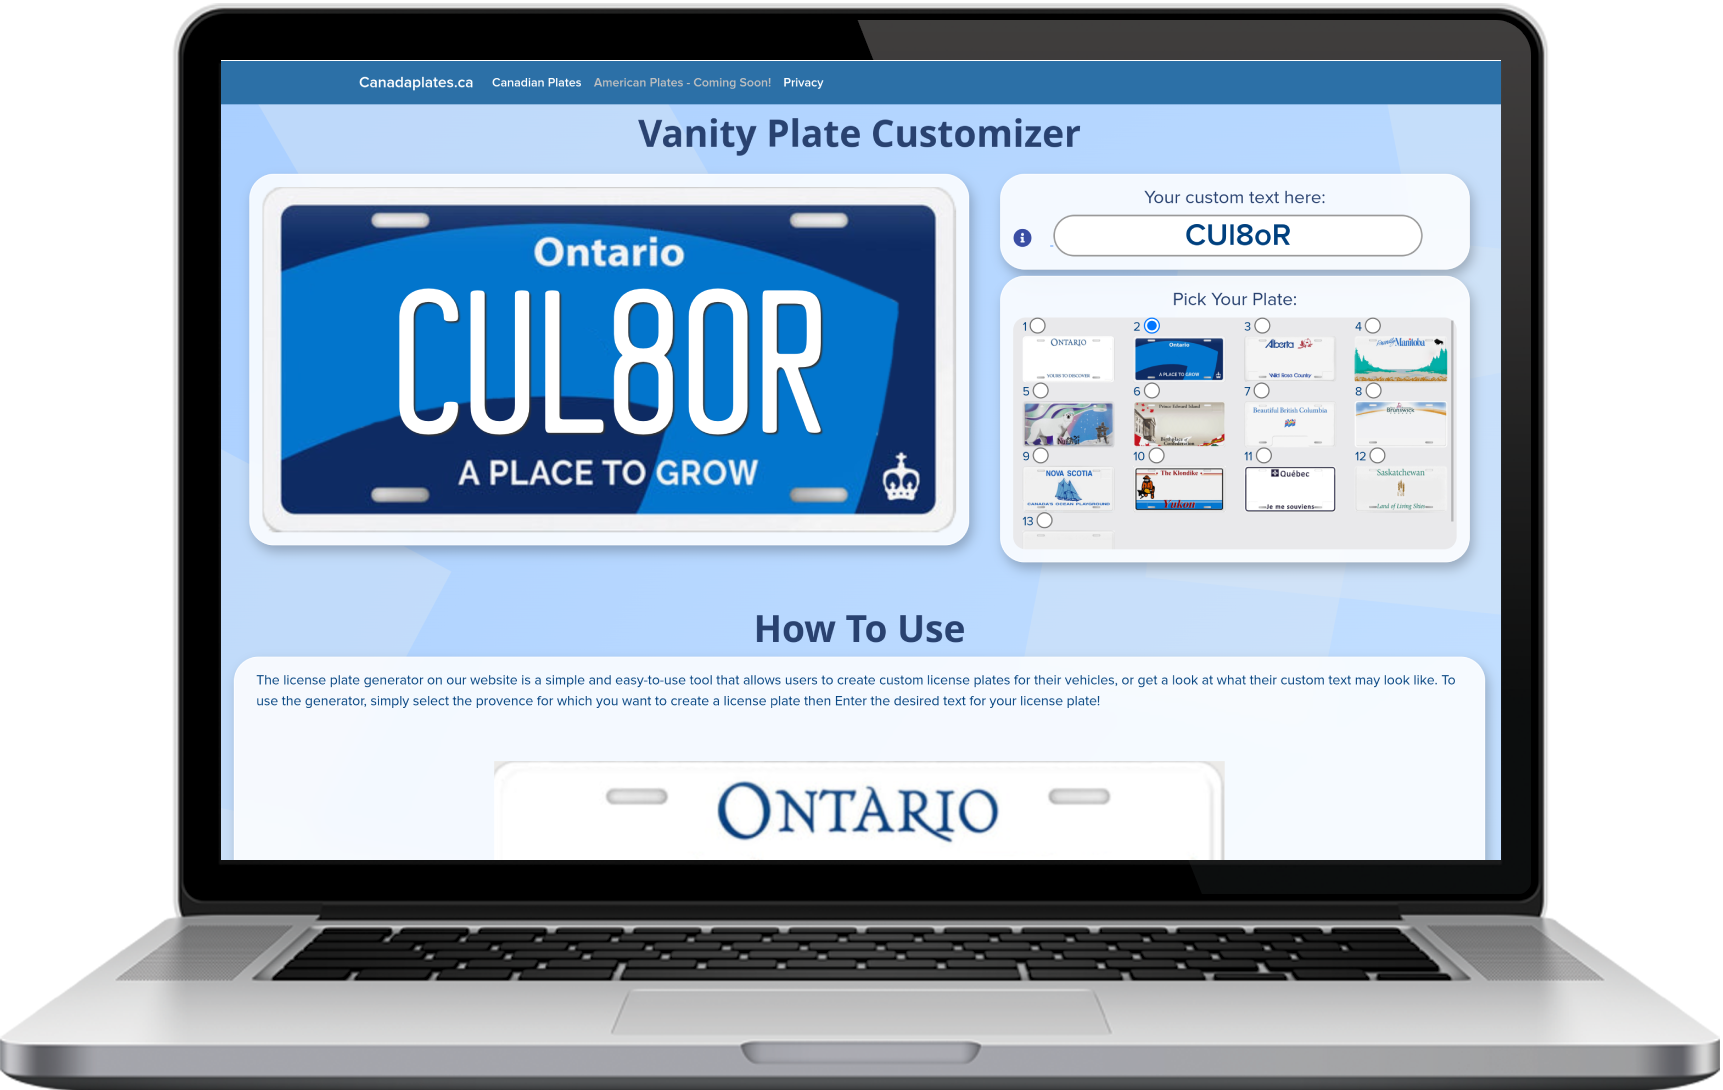 Canadaplates.ca Canadian Plates American Plates - Coming Soon! Privacy
Vanity Plate Customizer
Ontario
CUL8OR
A PLACE TO GROW
Your custom text here:
CUl8oR
Pick Your Plate:
1 2 3 4
ONTARIO
YOURS TO DISCOVER
Ontario
A PLACE TO GROW
Alberta
Wild Rose Country
Friendly Manitoba
5 6 7 8
Nunavut
Prince Edward Island
Birthplace of
Confederation
Beautiful British Columbia
Brunswick
9 10 11 12
NOVA SCOTIA
CANADA'S OCEAN PLAYGROUND
The Klondike
Yukon
Québec
Je me souviens
Saskatchewan
Land of Living Skies
13
How To Use
The license plate generator on our website is a simple and easy-to-use tool that allows users to create custom license plates for their vehicles, or get a look at what their custom text may look like. To
use the generator, simply select the provence for which you want to create a license plate then Enter the desired text for your license plate!
ONTARIO